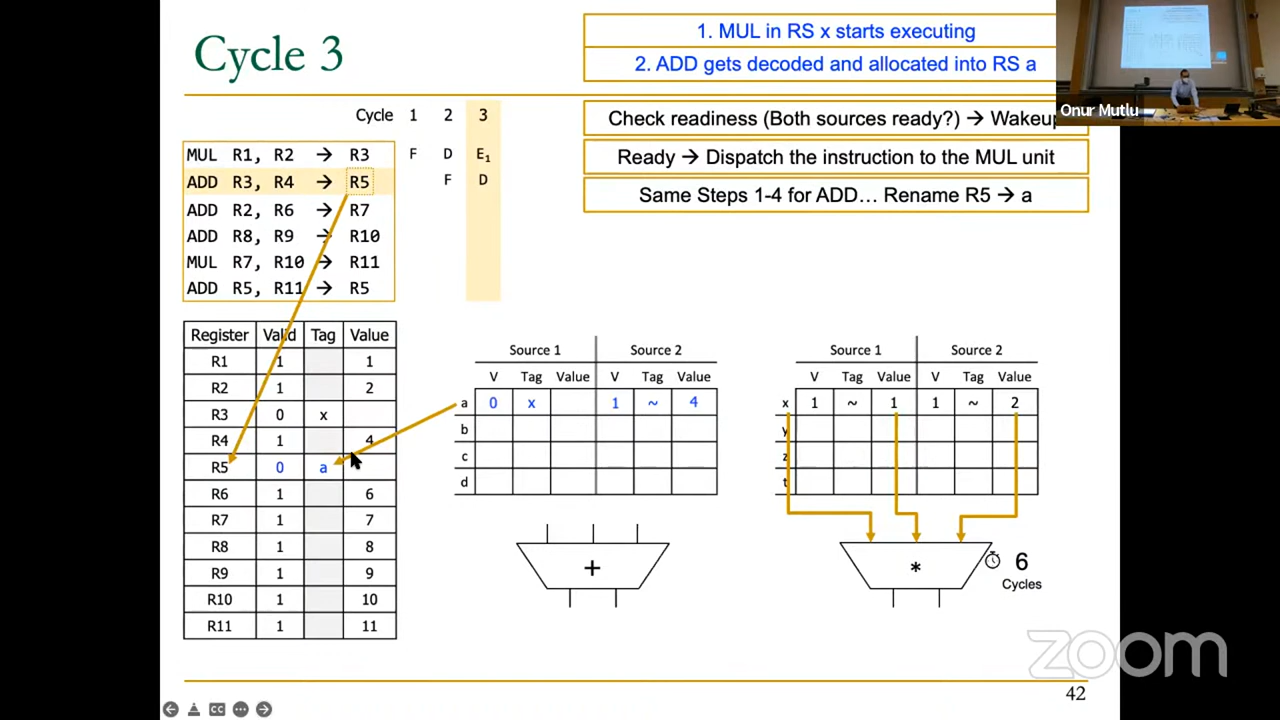 Cycle 3
1. MUL in RS x starts executing
2. ADD gets decoded and allocated into RS a
Onur Mutlu
Check readiness (Both sources ready?) → Wakeup
Ready → Dispatch the instruction to the MUL unit
Same Steps 1-4 for ADD… Rename R5 → a
Cycle 1 2 3
MUL R1, R2 → R3 F D E1
ADD R3, R4 → R5 F D
ADD R2, R6 → R7
ADD R8, R9 → R10
MUL R7, R10 → R11
ADD R5, R11 → R5
Register Valid Tag Value
R1 1 1
R2 1 2
R3 0 x
R4 1 4
R5 0 a
R6 1 6
R7 1 7
R8 1 8
R9 1 9
R10 1 10
R11 1 11
Source 1 Source 2
V Tag Value V Tag Value
a 0 x 1 ~ 4
b
c
d
+
Source 1 Source 2
V Tag Value V Tag Value
x 1 ~ 1 1 ~ 2
y
z
t
*
6
Cycles
zoom
CC
42